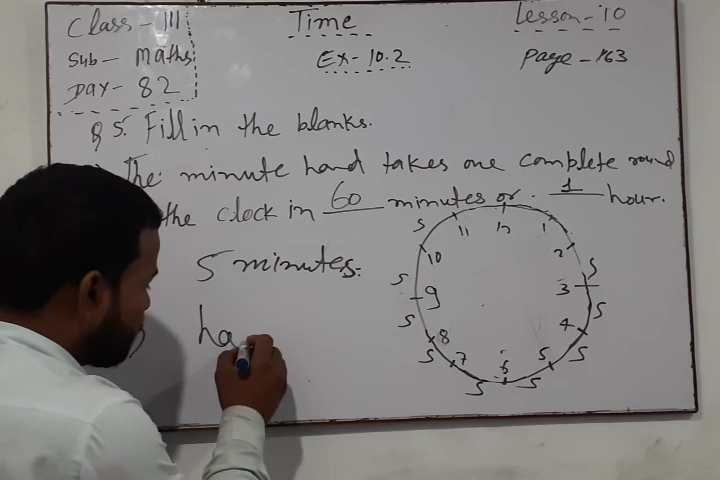 Class - III
Sub - Maths
Day - 82
Time
Ex - 10.2
Lesson - 10
Page - 163
Q 5. Fill in the blanks.
The minute hand takes one complete round
the clock in 60 minutes or 1 hour.
5 minutes.
ha
12
1
2
3
4
5
6
7
8
9
10
11
5
5
5
5
5
5
5
5
5